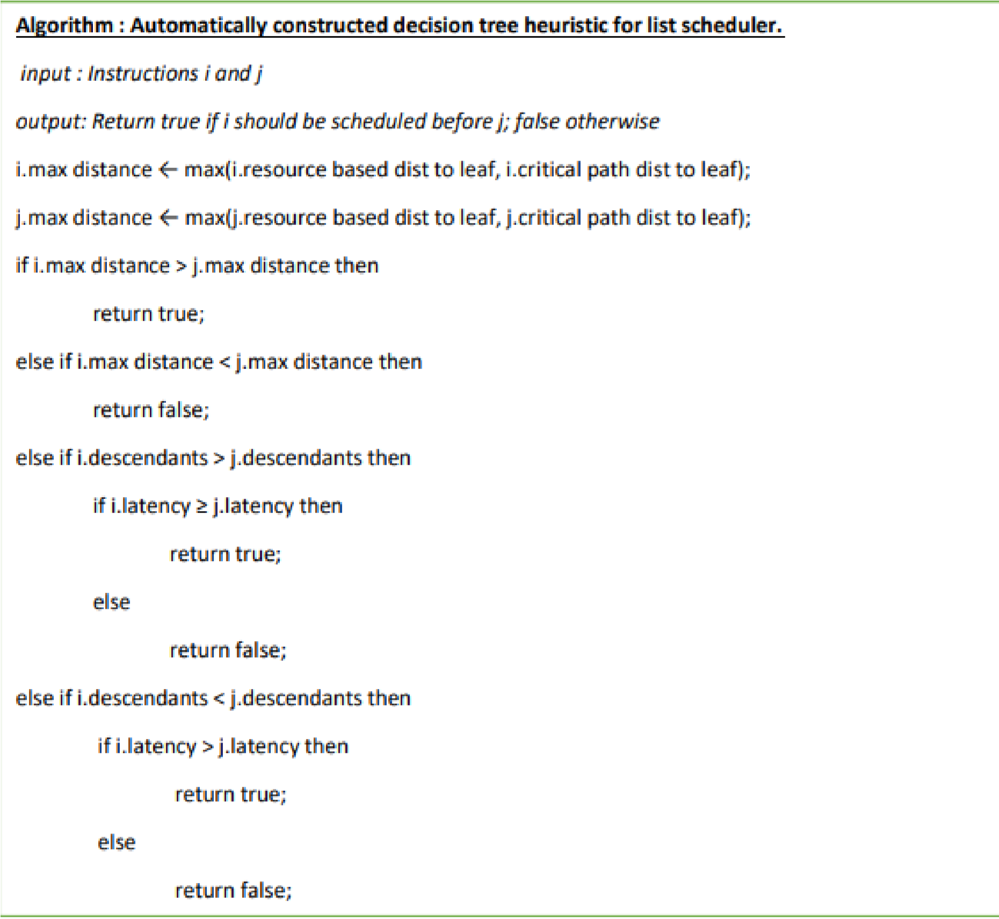 Algorithm : Automatically constructed decision tree heuristic for list scheduler.
input : Instructions i and j
output: Return true if i should be scheduled before j; false otherwise
i.max distance ← max(i.resource based dist to leaf, i.critical path dist to leaf);
j.max distance ← max(j.resource based dist to leaf, j.critical path dist to leaf);
if i.max distance > j.max distance then
return true;
else if i.max distance < j.max distance then
return false;
else if i.descendants > j.descendants then
if i.latency ≥ j.latency then
return true;
else
return false;
else if i.descendants < j.descendants then
if i.latency > j.latency then
return true;
else
return false;